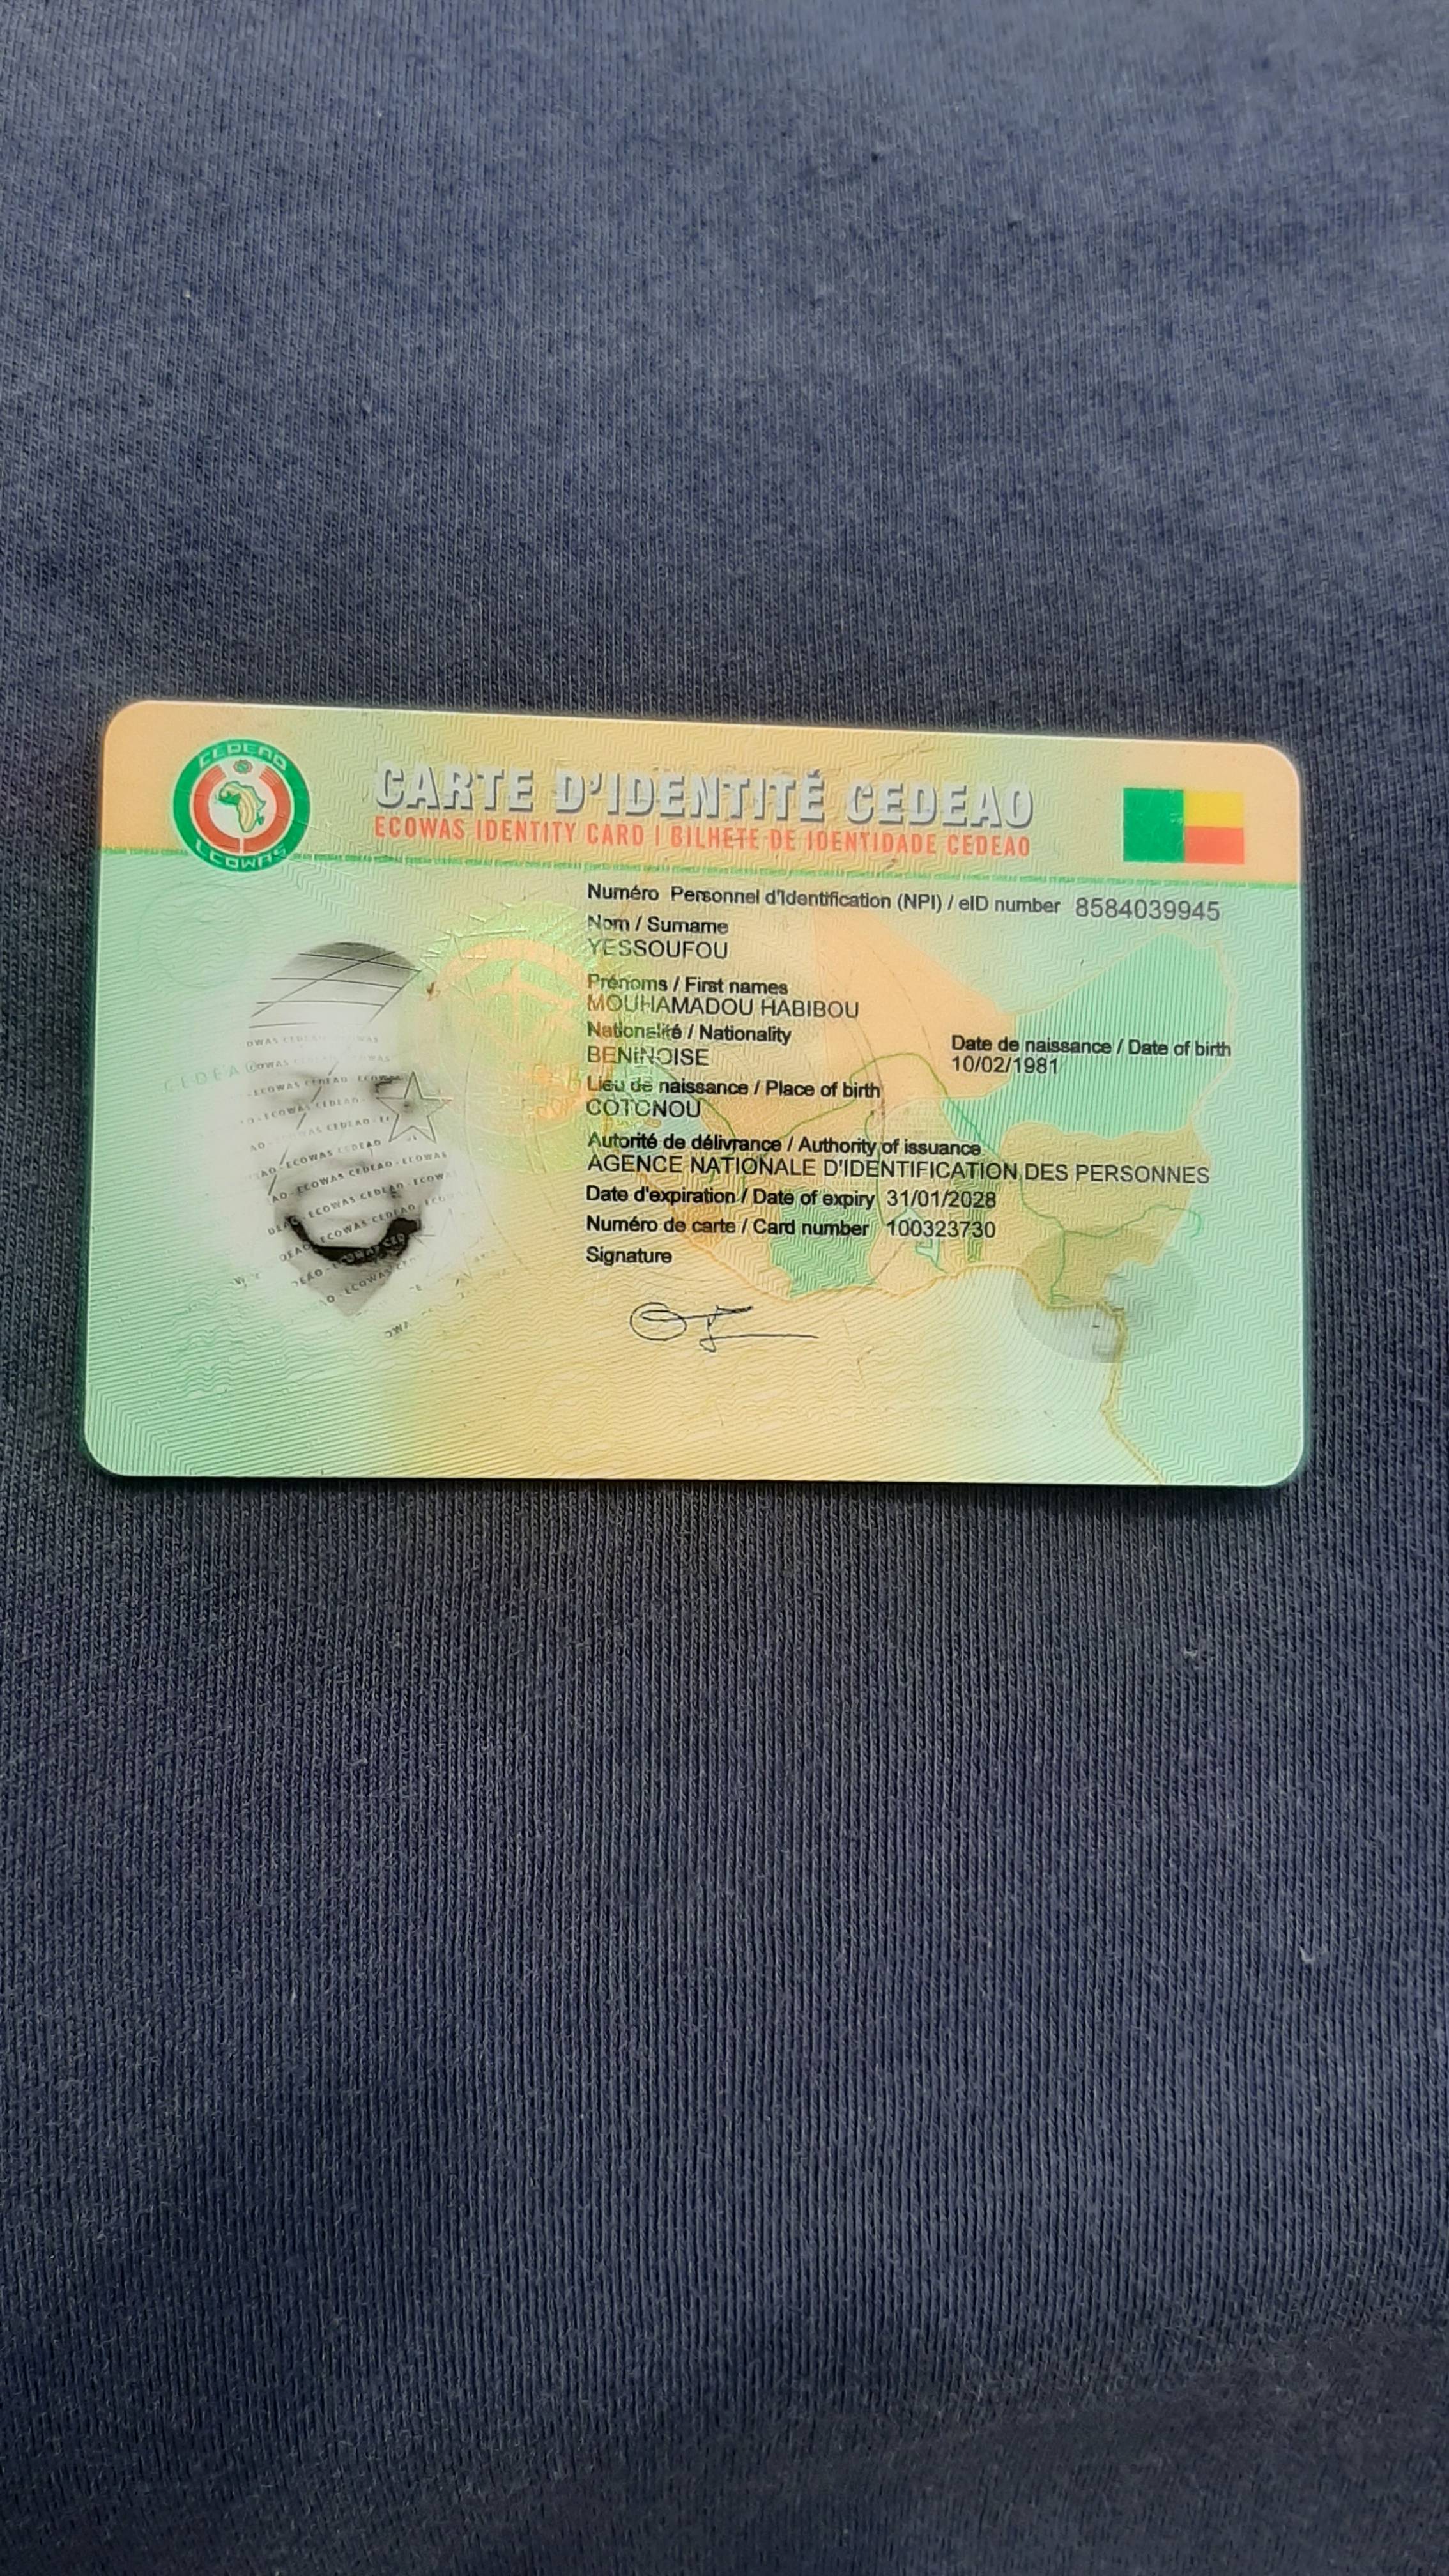 CEDEAO
ECOWAS
CARTE D'IDENTITÉ CEDEAO
ECOWAS IDENTITY CARD | BILHETE DE IDENTIDADE CEDEAO
Numéro Personnel d'Identification (NPI) / eID number 8584039945
Nom / Surname
YESSOUFOU
Prénoms / First names
MOUHAMADOU HABIBOU
Nationalité / Nationality
BENINOISE
Date de naissance / Date of birth
10/02/1981
Lieu de naissance / Place of birth
COTONOU
Autorité de délivrance / Authority of issuance
AGENCE NATIONALE D'IDENTIFICATION DES PERSONNES
Date d'expiration / Date of expiry 31/01/2028
Numéro de carte / Card number 100323730
Signature